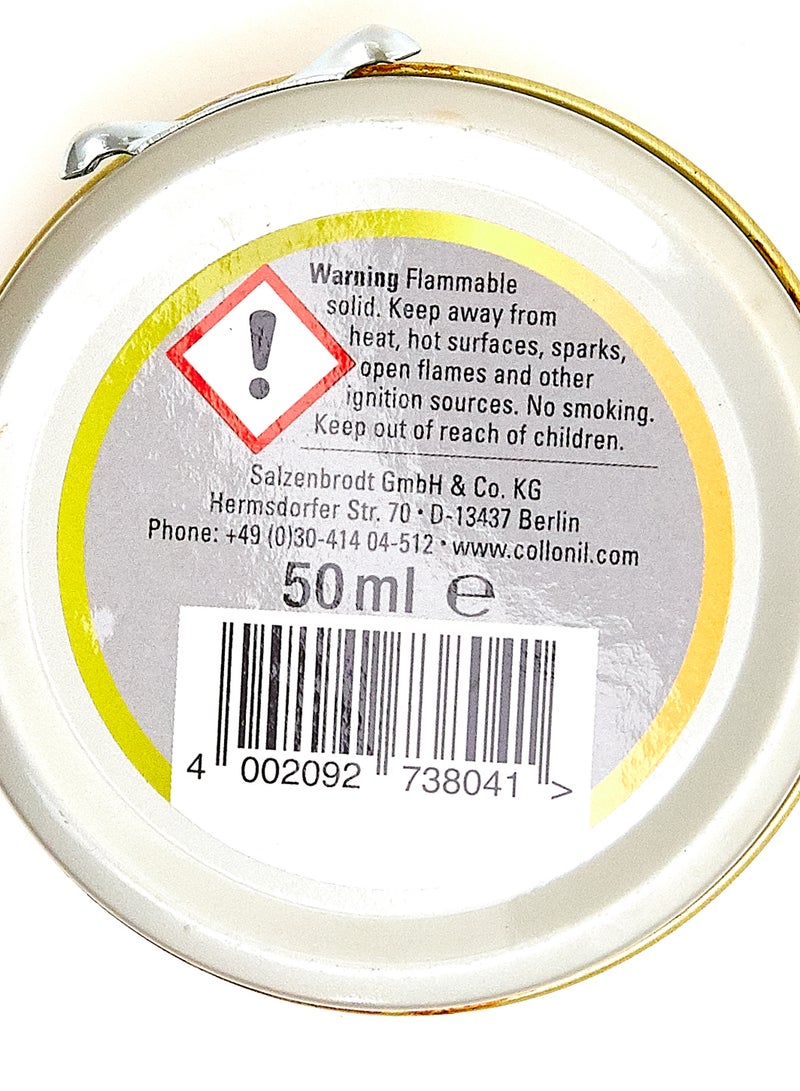 Warning Flammable
solid. Keep away from
heat, hot surfaces, sparks,
open flames and other
ignition sources. No smoking.
Keep out of reach of children.
Salzenbrodt GmbH & Co. KG
Hermsdorfer Str. 70 · D-13437 Berlin
Phone: +49 (0)30-414 04-512 · www.collonil.com
50 ml ℮
4 002092 738041 >